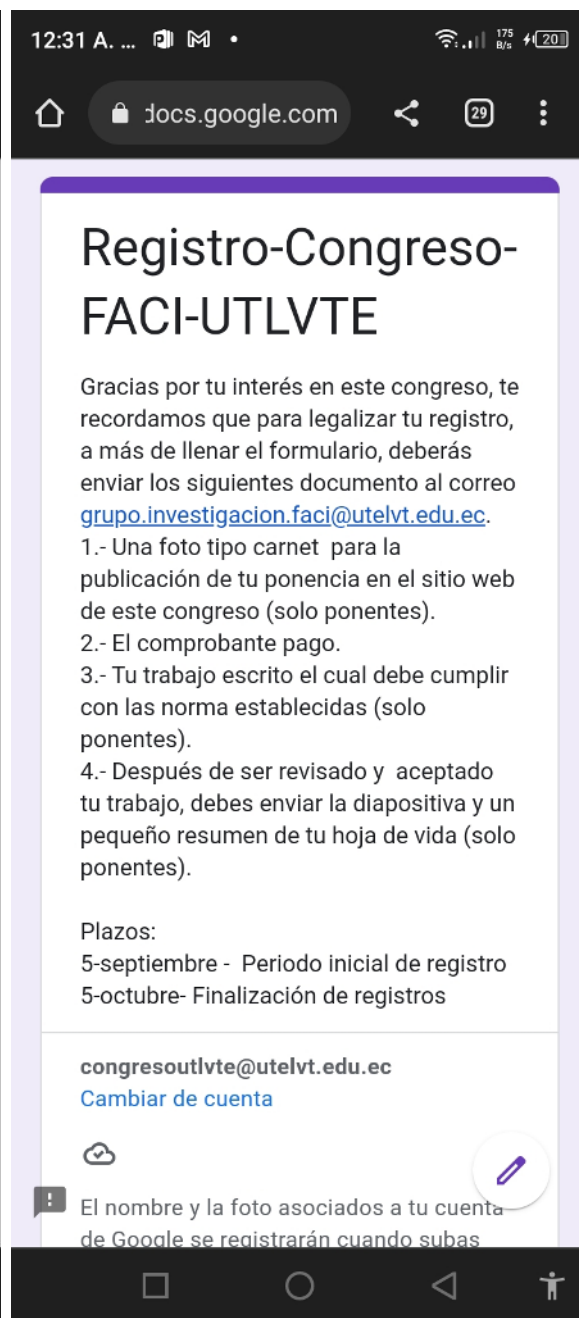 12:31 A. ...
175
B/s
20
docs.google.com
29
Registro-Congreso-
FACI-UTLVTE
Gracias por tu interés en este congreso, te
recordamos que para legalizar tu registro,
a más de llenar el formulario, deberás
enviar los siguientes documento al correo
grupo.investigacion.faci@utelvt.edu.ec.
1.- Una foto tipo carnet  para la
publicación de tu ponencia en el sitio web
de este congreso (solo ponentes).
2.- El comprobante pago.
3.- Tu trabajo escrito el cual debe cumplir
con las norma establecidas (solo
ponentes).
4.- Después de ser revisado y  aceptado
tu trabajo, debes enviar la diapositiva y un
pequeño resumen de tu hoja de vida (solo
ponentes).
Plazos:
5-septiembre -  Periodo inicial de registro
5-octubre- Finalización de registros
congresoutlvte@utelvt.edu.ec
Cambiar de cuenta
El nombre y la foto asociados a tu cuenta
de Google se registrarán cuando subas